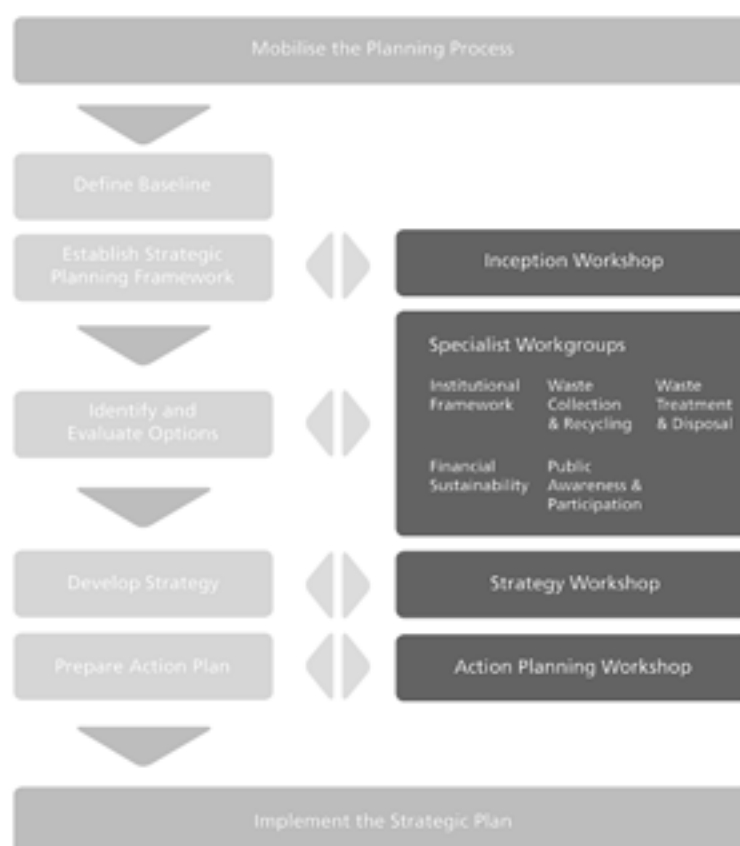 Mobilise the Planning Process
Define Baseline
Establish Strategic
Planning Framework
Inception Workshop
Specialist Workgroups
Institutional
Framework
Waste
Collection
& Recycling
Waste
Treatment
& Disposal
Identify and
Evaluate Options
Financial
Sustainability
Public
Awareness &
Participation
Develop Strategy
Strategy Workshop
Prepare Action Plan
Action Planning Workshop
Implement the Strategic Plan